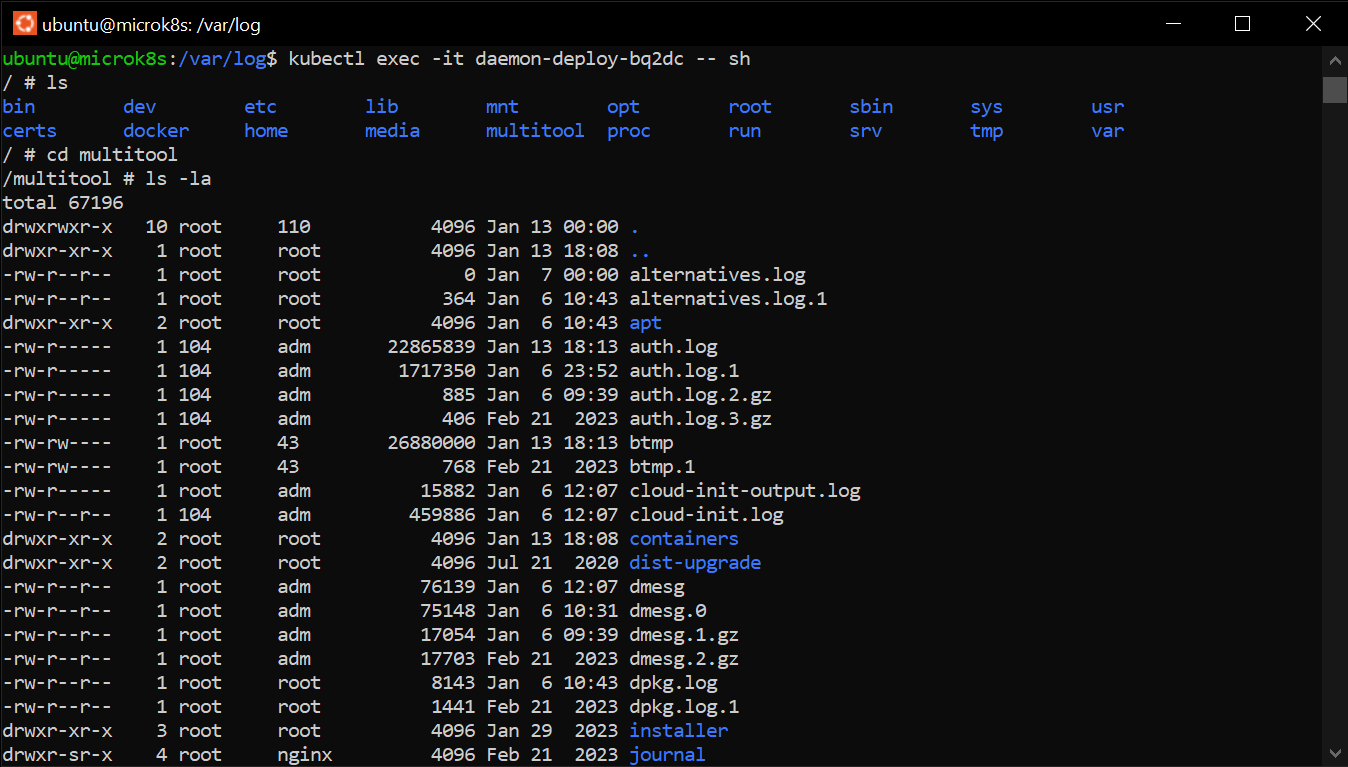 ubuntu@microk8s: /var/log
ubuntu@microk8s:/var/log$ kubectl exec -it daemon-deploy-bq2dc -- sh
/ # ls
bin        dev        etc        lib        mnt        opt        root       sbin       sys        usr
certs      docker     home       media      multitool  proc       run        srv        tmp        var
/ # cd multitool
/multitool # ls -la
total 67196
drwxrwxr-x   10 root     110           4096 Jan 13 00:00 .
drwxr-xr-x    1 root     root          4096 Jan 13 18:08 ..
-rw-r--r--    1 root     root             0 Jan  7 00:00 alternatives.log
-rw-r--r--    1 root     root           364 Jan  6 10:43 alternatives.log.1
drwxr-xr-x    2 root     root          4096 Jan  6 10:43 apt
-rw-r-----    1 104      adm       22865839 Jan 13 18:13 auth.log
-rw-r-----    1 104      adm        1717350 Jan  6 23:52 auth.log.1
-rw-r-----    1 104      adm            885 Jan  6 09:39 auth.log.2.gz
-rw-r-----    1 104      adm            406 Feb 21  2023 auth.log.3.gz
-rw-rw----    1 root     43        26880000 Jan 13 18:13 btmp
-rw-rw----    1 root     43             768 Feb 21  2023 btmp.1
-rw-r-----    1 root     adm          15882 Jan  6 12:07 cloud-init-output.log
-rw-r--r--    1 104      adm         459886 Jan  6 12:07 cloud-init.log
drwxr-xr-x    2 root     root          4096 Jan 13 18:08 containers
drwxr-xr-x    2 root     root          4096 Jul 21  2020 dist-upgrade
-rw-r--r--    1 root     adm          76139 Jan  6 12:07 dmesg
-rw-r--r--    1 root     adm          75148 Jan  6 10:31 dmesg.0
-rw-r--r--    1 root     adm          17054 Jan  6 09:39 dmesg.1.gz
-rw-r--r--    1 root     adm          17703 Feb 21  2023 dmesg.2.gz
-rw-r--r--    1 root     root          8143 Jan  6 10:43 dpkg.log
-rw-r--r--    1 root     root          1441 Feb 21  2023 dpkg.log.1
drwxr-xr-x    3 root     root          4096 Jan 29  2023 installer
drwxr-sr-x    4 root     nginx         4096 Feb 21  2023 journal